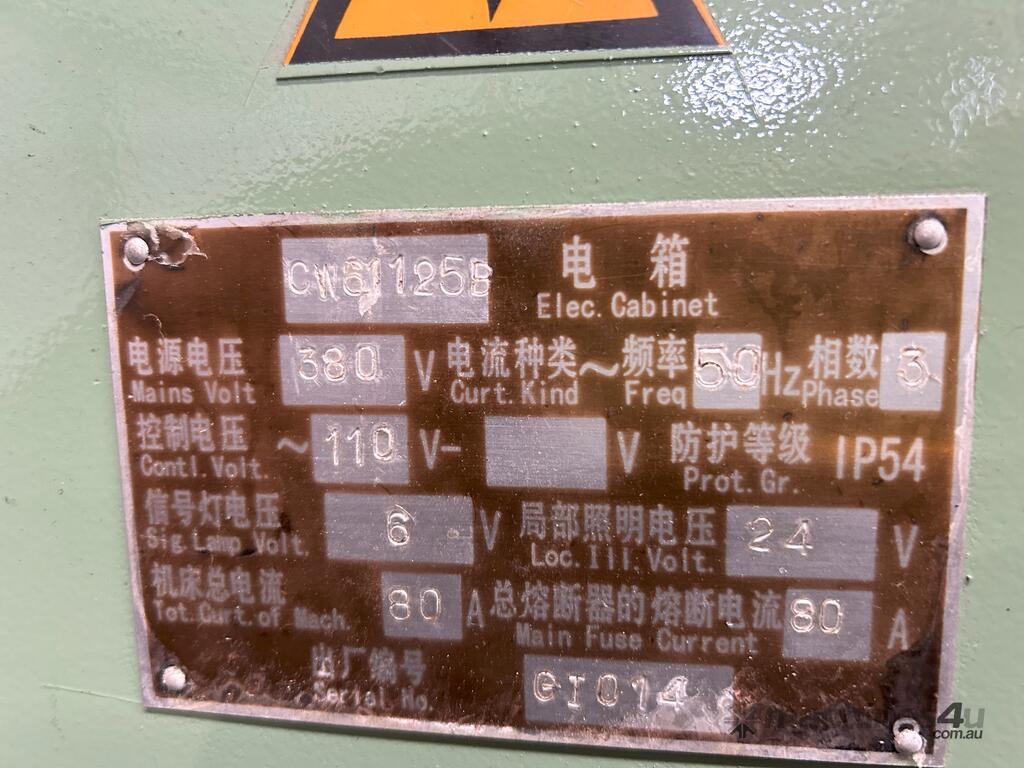 CW61125B 电箱
Elec. Cabinet
电源电压 380 V 电流种类 ~ 频率 50 Hz 相数 3
Mains Volt Curt. Kind Freq Phase
控制电压 ~ 110 V- V 防护等级 IP54
Contl. Volt. Prot. Gr.
信号灯电压 6 V 局部照明电压 24 V
Sig. Lamp Volt. Loc. Ill. Volt.
机床总电流 80 A 总熔断器的熔断电流 80 A
Tot. Curt. of Mach. Main Fuse Current
出厂编号 GI014
Serial No.
4u
.com.au